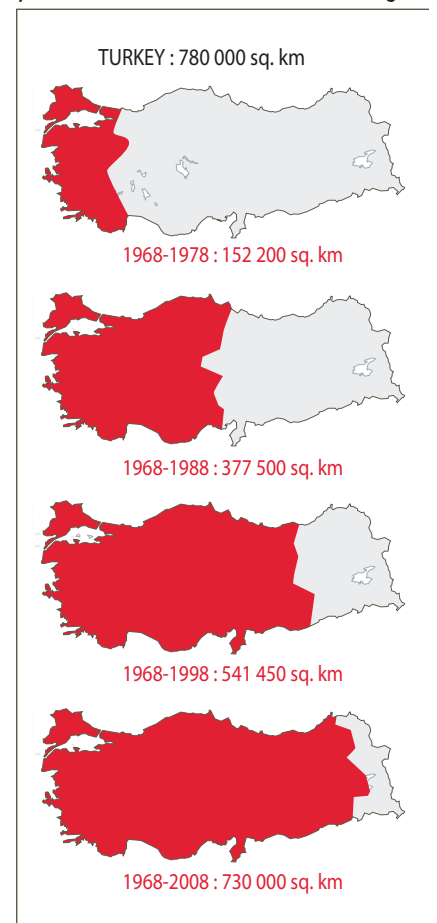 TURKEY : 780 000 sq. km
1968-1978 : 152 200 sq. km
1968-1988 : 377 500 sq. km
1968-1998 : 541 450 sq. km
1968-2008 : 730 000 sq. km